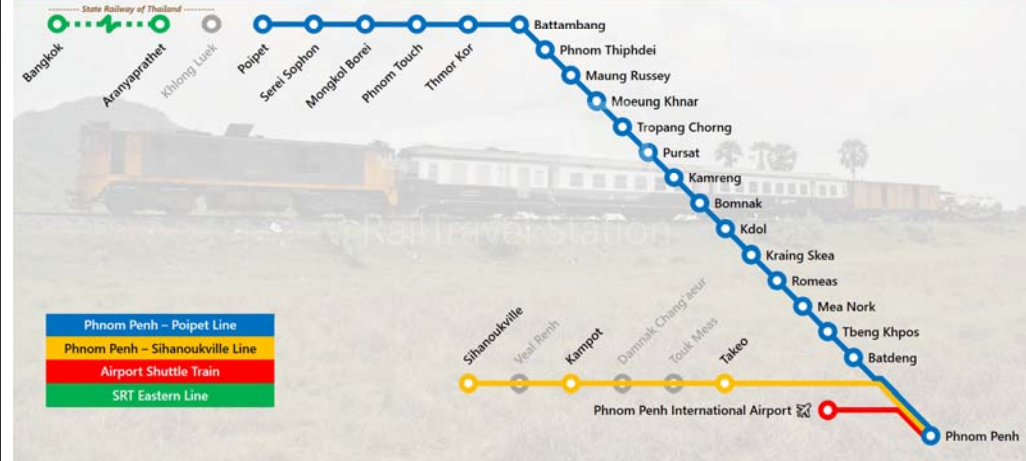 State Railway of Thailand
Bangkok
Aranyaprathet
Khlong Luek
Poipet
Serei Sophon
Mongkol Borei
Phnom Touch
Thmor Kor
Battambang
Phnom Thiphdei
Maung Russey
Moeung Khnar
Tropang Chorng
Pursat
Kamreng
Bomnak
Kdol
RailTravel Station
Kraing Skea
Romeas
Mea Nork
Tbeng Khpos
Batdeng
Phnom Penh – Poipet Line
Phnom Penh – Sihanoukville Line
Airport Shuttle Train
SRT Eastern Line
Sihanoukville
Veal Renh
Kampot
Damnak Chang'aeur
Touk Meas
Takeo
Phnom Penh International Airport
Phnom Penh